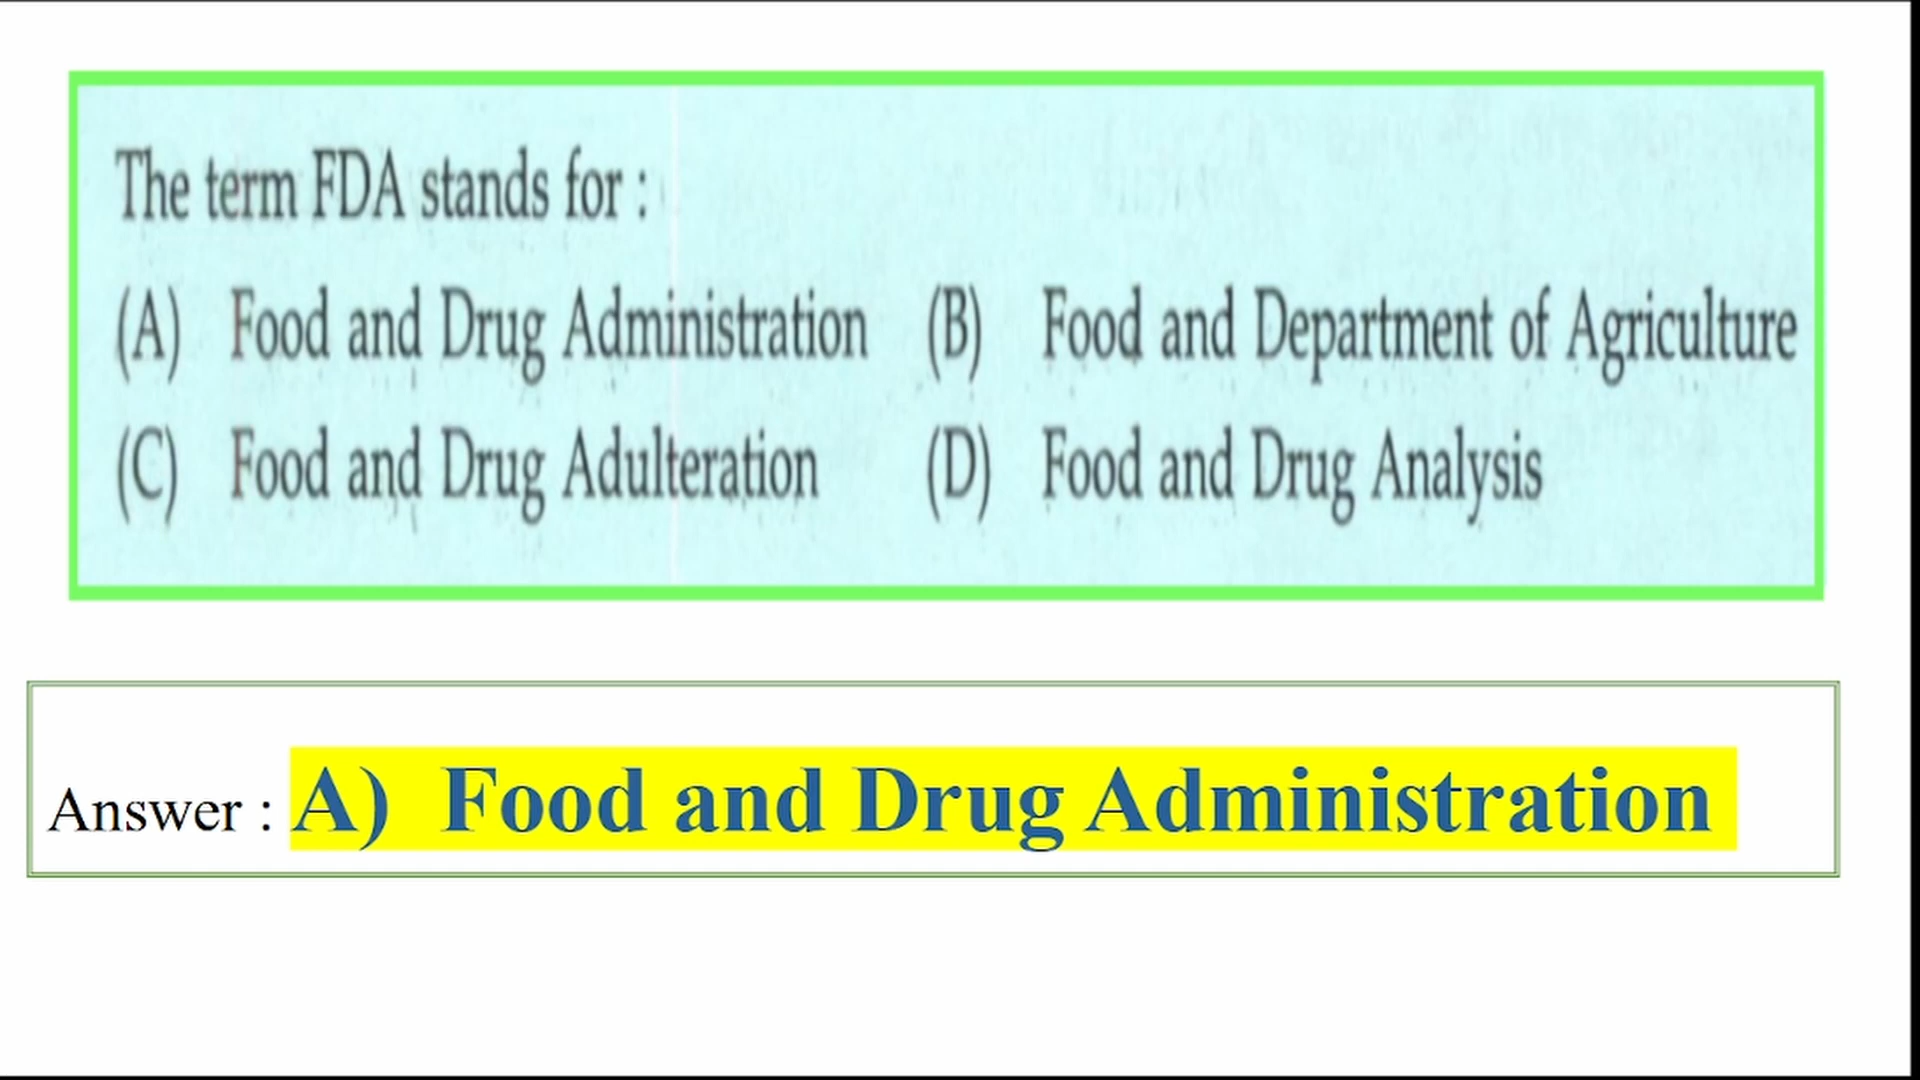 The term FDA stands for :
(A) Food and Drug Administration (B) Food and Department of Agriculture
(C) Food and Drug Adulteration (D) Food and Drug Analysis
Answer : A) Food and Drug Administration